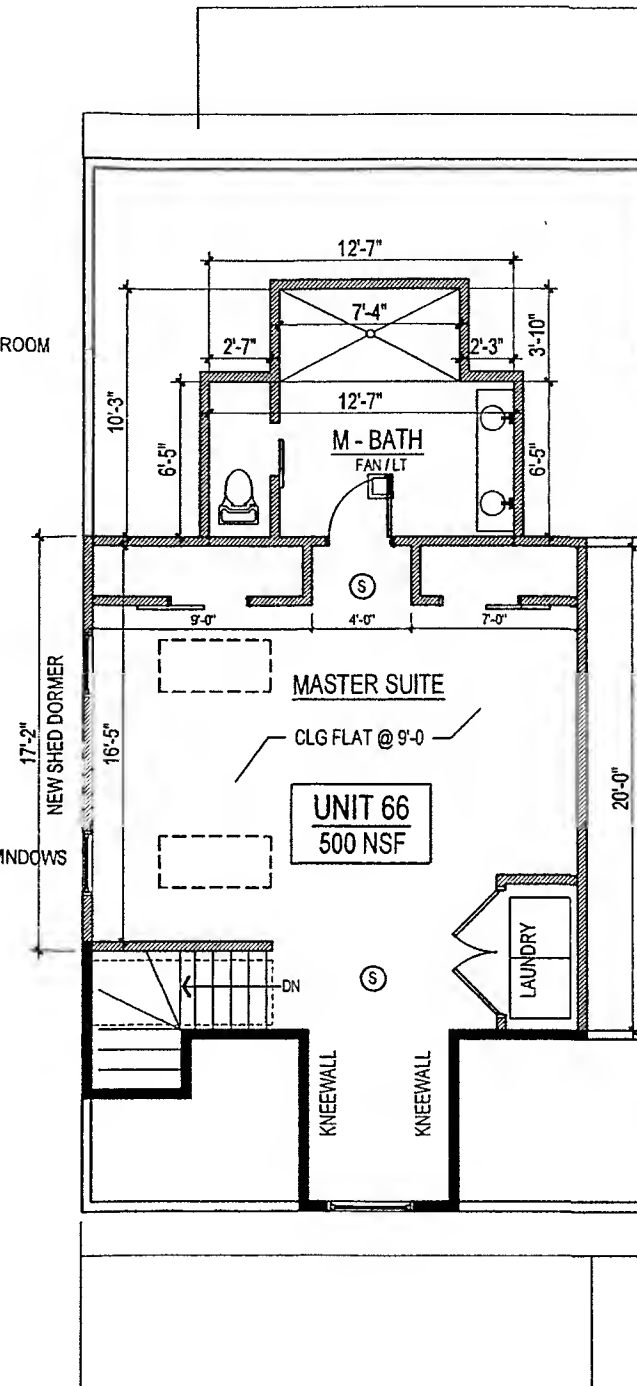 12'-7"
7'-4"
3'-10"
ROOM
2'-7"
2'-3"
10'-3"
12'-7"
6'-5"
M - BATH
6'-5"
FAN / LT
S
9'-0"
4'-0"
7'-0"
MASTER SUITE
CLG FLAT @ 9'-0
17'-2"
NEW SHED DORMER
16'-5"
20'-0"
UNIT 66
500 NSF
LAUNDRY
S
DN
KNEEWALL
KNEEWALL